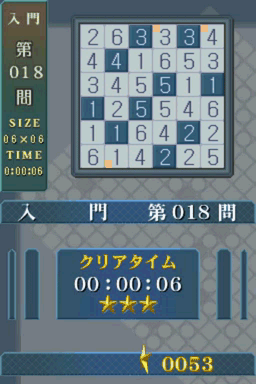 入門
第
018
問
SIZE
06×06
TIME
0:00:06
2 6 3 3 3 4
4 4 1 6 5 3
3 4 5 5 1 1
1 2 5 5 4 6
1 1 6 4 2 2
6 1 4 2 2 5
入 門 第018問
クリアタイム
00:00:06
0053